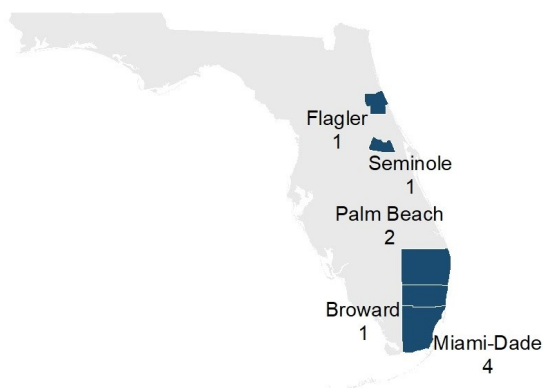 Flagler
1
Seminole
1
Palm Beach
2
Broward
1
Miami-Dade
4